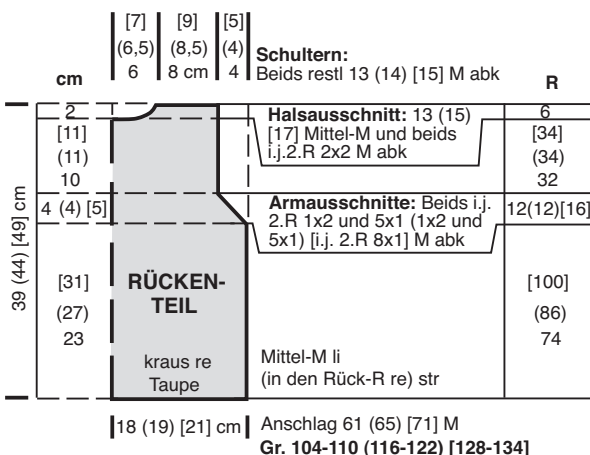 [7] [9] [5]
(6,5) (8,5) (4)
6 8 cm 4
Schultern:
Beids restl 13 (14) [15] M abk
cm
R
2
Halsausschnitt: 13 (15)
[17] Mittel-M und beids
i.j.2.R 2x2 M abk
6
[11]
(11)
10
[34]
(34)
32
4 (4) [5]
Armausschnitte: Beids i.j.
2.R 1x2 und 5x1 (1x2 und
5x1) [i.j. 2.R 8x1] M abk
12(12)[16]
39 (44) [49] cm
[31]
(27)
23
RÜCKEN-
TEIL
kraus re
Taupe
[100]
(86)
74
Mittel-M li
(in den Rück-R re) str
18 (19) [21] cm
Anschlag 61 (65) [71] M
Gr. 104-110 (116-122) [128-134]